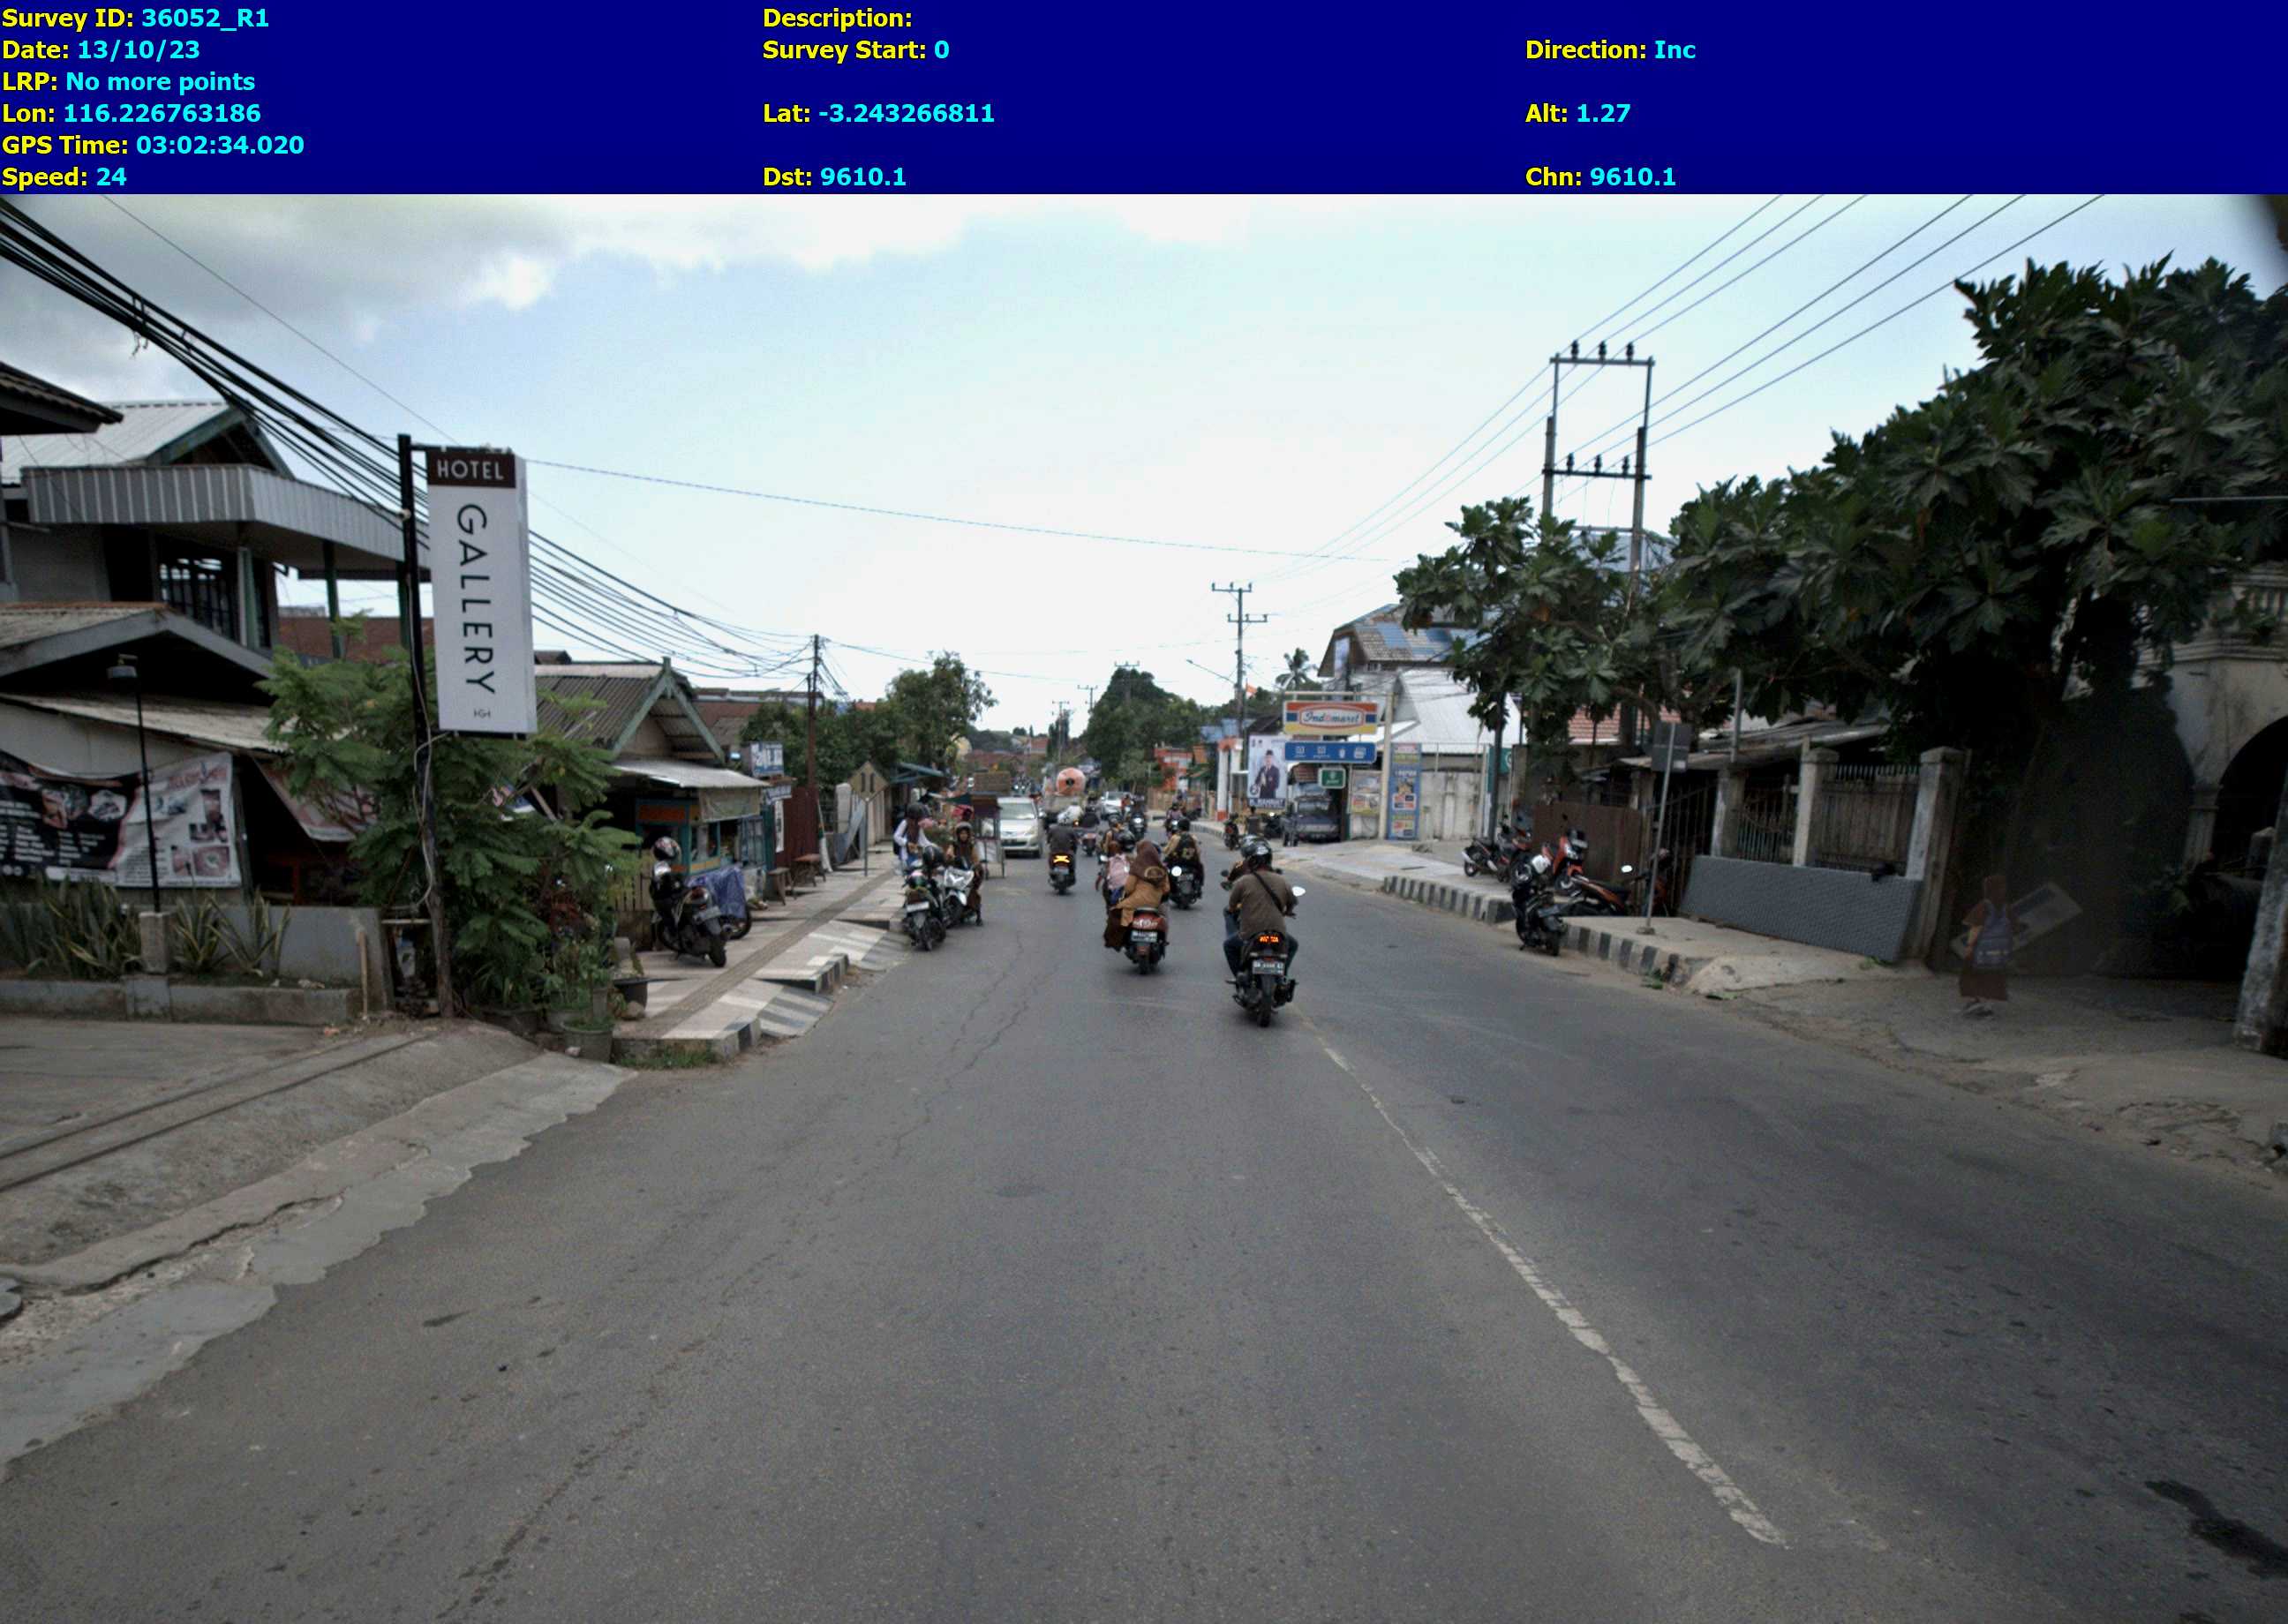 Survey ID: 36052_R1
Description:
Date: 13/10/23
Survey Start: 0
Direction: Inc
LRP: No more points
Lon: 116.226763186
Lat: -3.243266811
Alt: 1.27
GPS Time: 03:02:34.020
Speed: 24
Dst: 9610.1
Chn: 9610.1
HOTEL
GALLERY
Indomaret